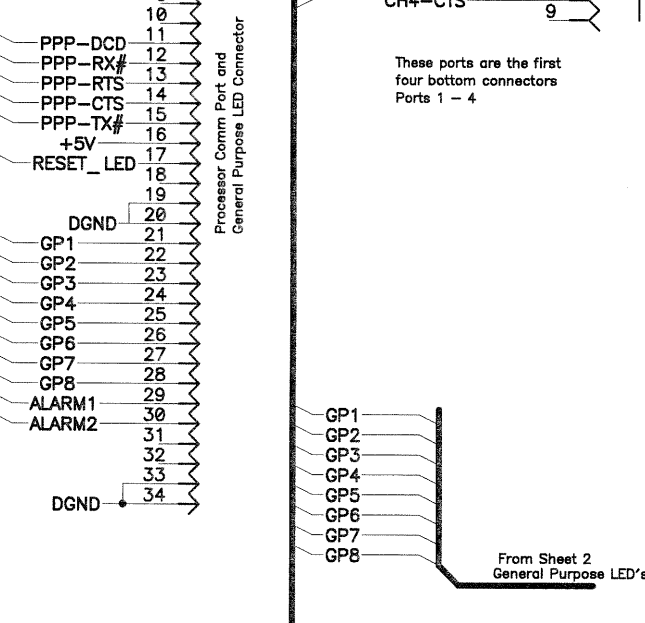 10
PPP-DCD 11
PPP-RX# 12
PPP-RTS 13
PPP-CTS 14
PPP-TX# 15
+5V 16
RESET_LED 17
18
19
DGND 20
GP1 21
GP2 22
GP3 23
GP4 24
GP5 25
GP6 26
GP7 27
GP8 28
ALARM1 29
ALARM2 30
31
32
33
DGND 34
Processor Comm Port and
General Purpose LED Connector
CH4-CTS
9
These ports are the first
four bottom connectors
Ports 1 - 4
GP1
GP2
GP3
GP4
GP5
GP6
GP7
GP8
From Sheet 2
General Purpose LED's